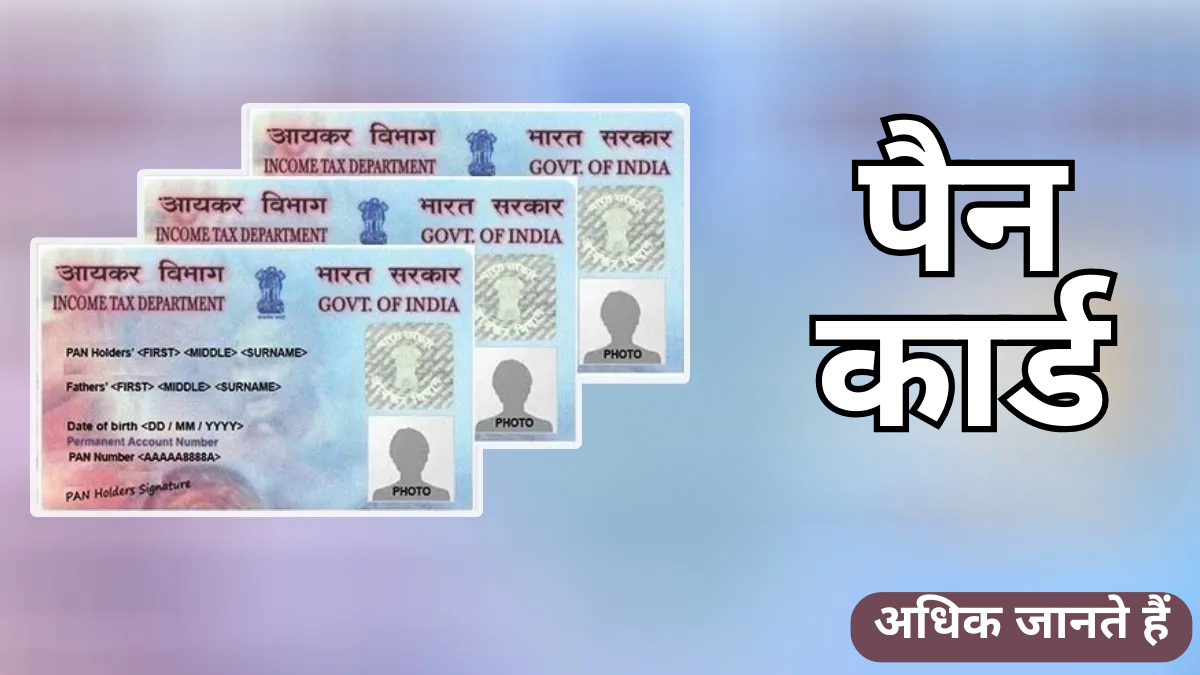 आयकर विभाग भारत सरकार
INCOME TAX DEPARTMENT GOVT. OF INDIA
आयकर विभाग भारत सरकार
INCOME TAX DEPARTMENT GOVT. OF INDIA
आयकर विभाग भारत सरकार
INCOME TAX DEPARTMENT GOVT. OF INDIA
PAN Holders' <FIRST> <MIDDLE> <SURNAME>
Fathers' <FIRST> <MIDDLE> <SURNAME>
Date of birth <DD / MM / YYYY>
Permanent Account Number
PAN Number <AAAAA8888A>
PAN Holders Signature
PHOTO
PHOTO
PHOTO
पैन
कार्ड
अधिक जानते हैं